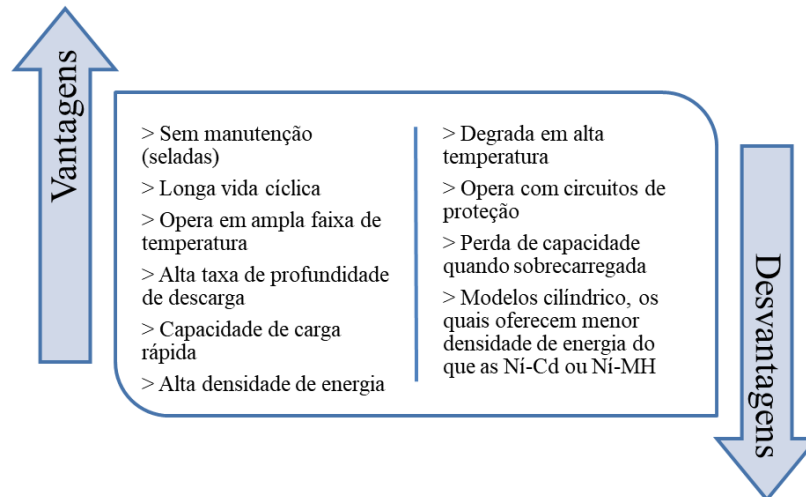 Vantagens
> Sem manutenção
(seladas)
> Longa vida cíclica
> Opera em ampla faixa de
temperatura
> Alta taxa de profundidade
de descarga
> Capacidade de carga
rápida
> Alta densidade de energia
> Degrada em alta
temperatura
> Opera com circuitos de
proteção
> Perda de capacidade
quando sobrecarregada
> Modelos cilíndrico, os
quais oferecem menor
densidade de energia do
que as Ní-Cd ou Ní-MH
Desvantagens